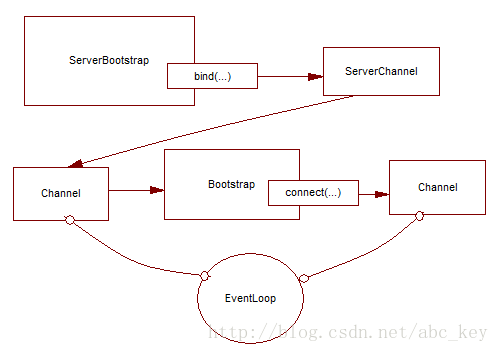 ServerBootstrap
bind(...)
ServerChannel
Channel
Bootstrap
connect(...)
Channel
EventLoop
http://blog.csdn.net/abc_key